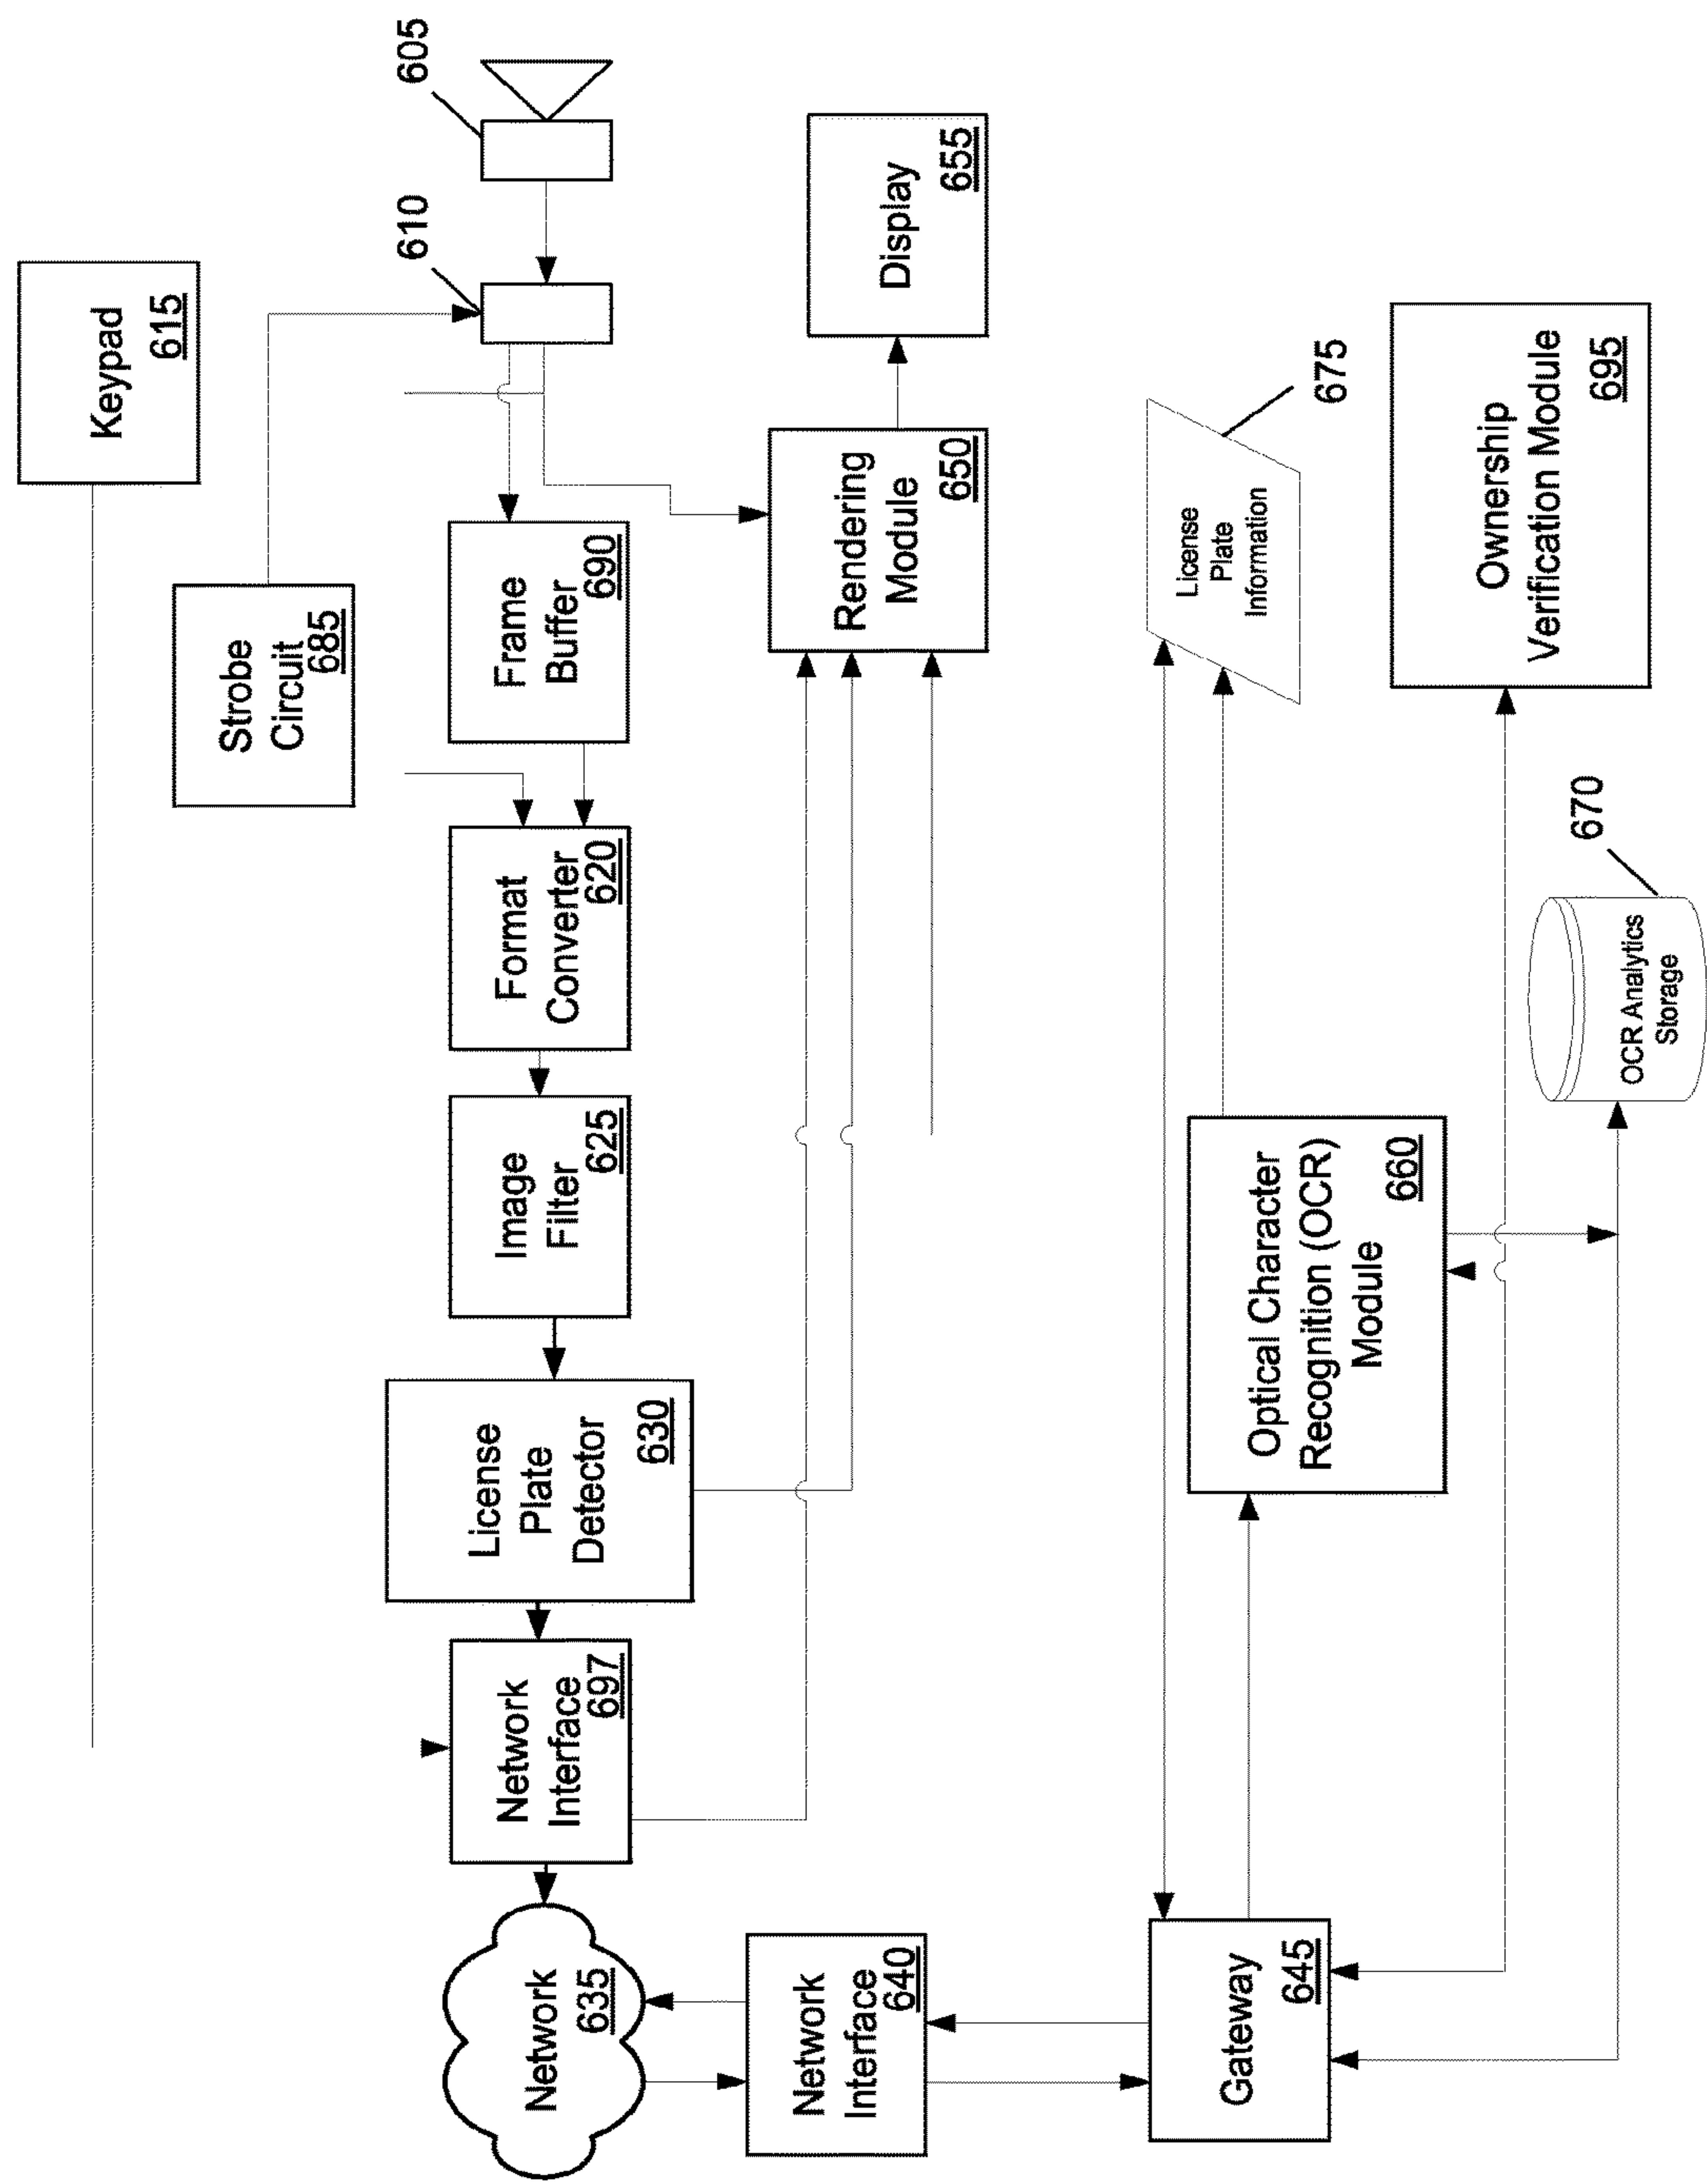 605
610
Keypad
615
Strobe
Circuit
685
Frame
Buffer
690
Format
Converter
620
Image
Filter
625
License
Plate
Detector
630
Network
Interface
697
Network
635
Network
Interface
640
Gateway
645
Rendering
Module
650
Display
655
Optical Character
Recognition (OCR)
Module
660
License
Plate
Information
675
Ownership
Verification Module
695
OCR Analytics
Storage
670